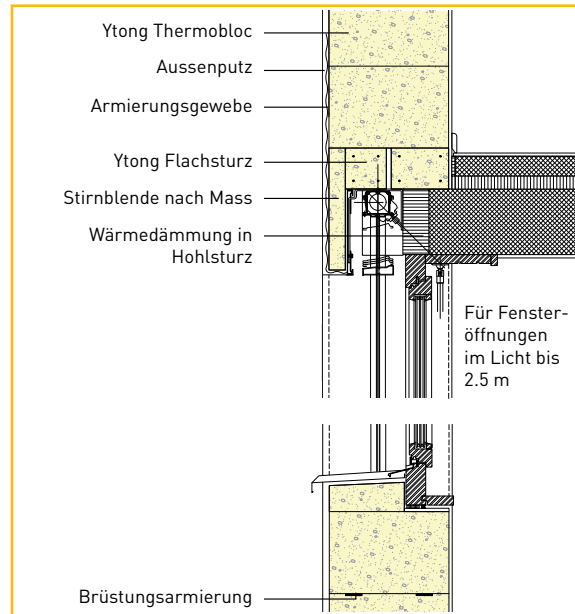 Ytong Thermobloc
Aussenputz
Armierungsgewebe
Ytong Flachsturz
Stirnblende nach Mass
Wärmedämmung in
Hohlsturz
Für Fenster-
öffnungen
im Licht bis
2.5 m
Brüstungsarmierung